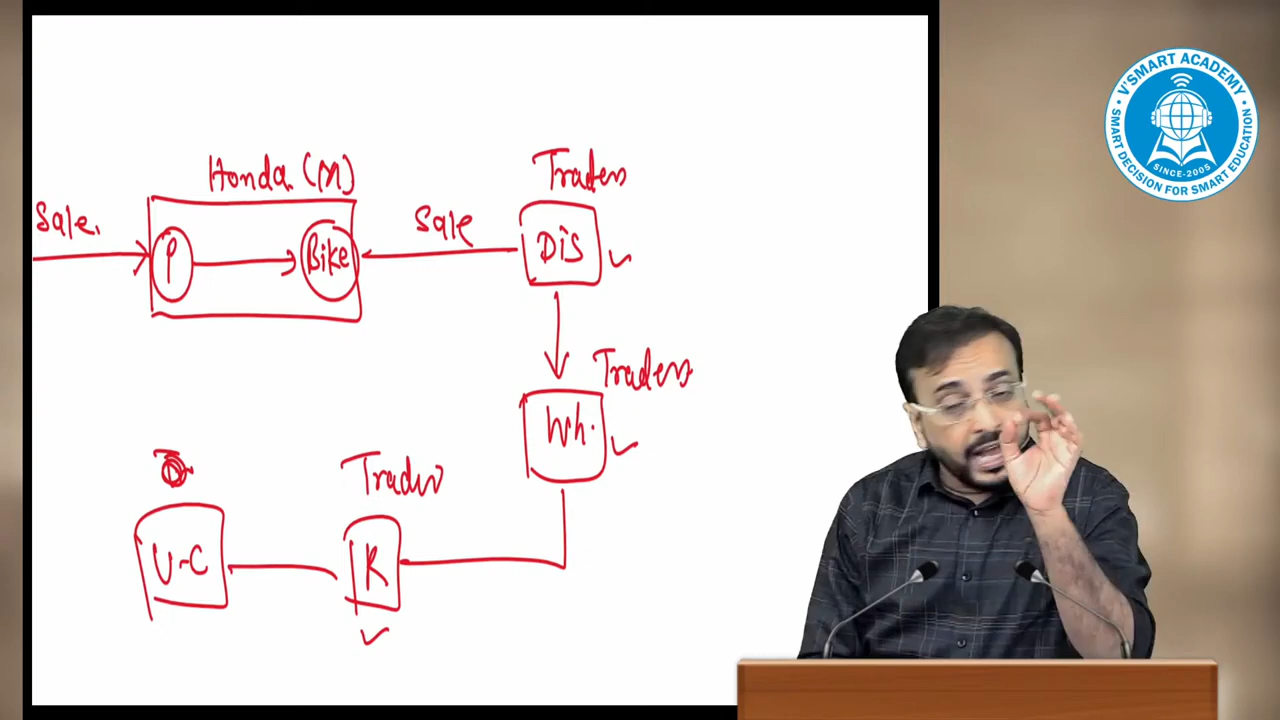 Honda (M)
Traders
Sale.
P
Bike
Sale
Dis
Traders
Wh.
Trader
U-C
R
V'SMART ACADEMY
SINCE-2005
SMART DECISION FOR SMART EDUCATION